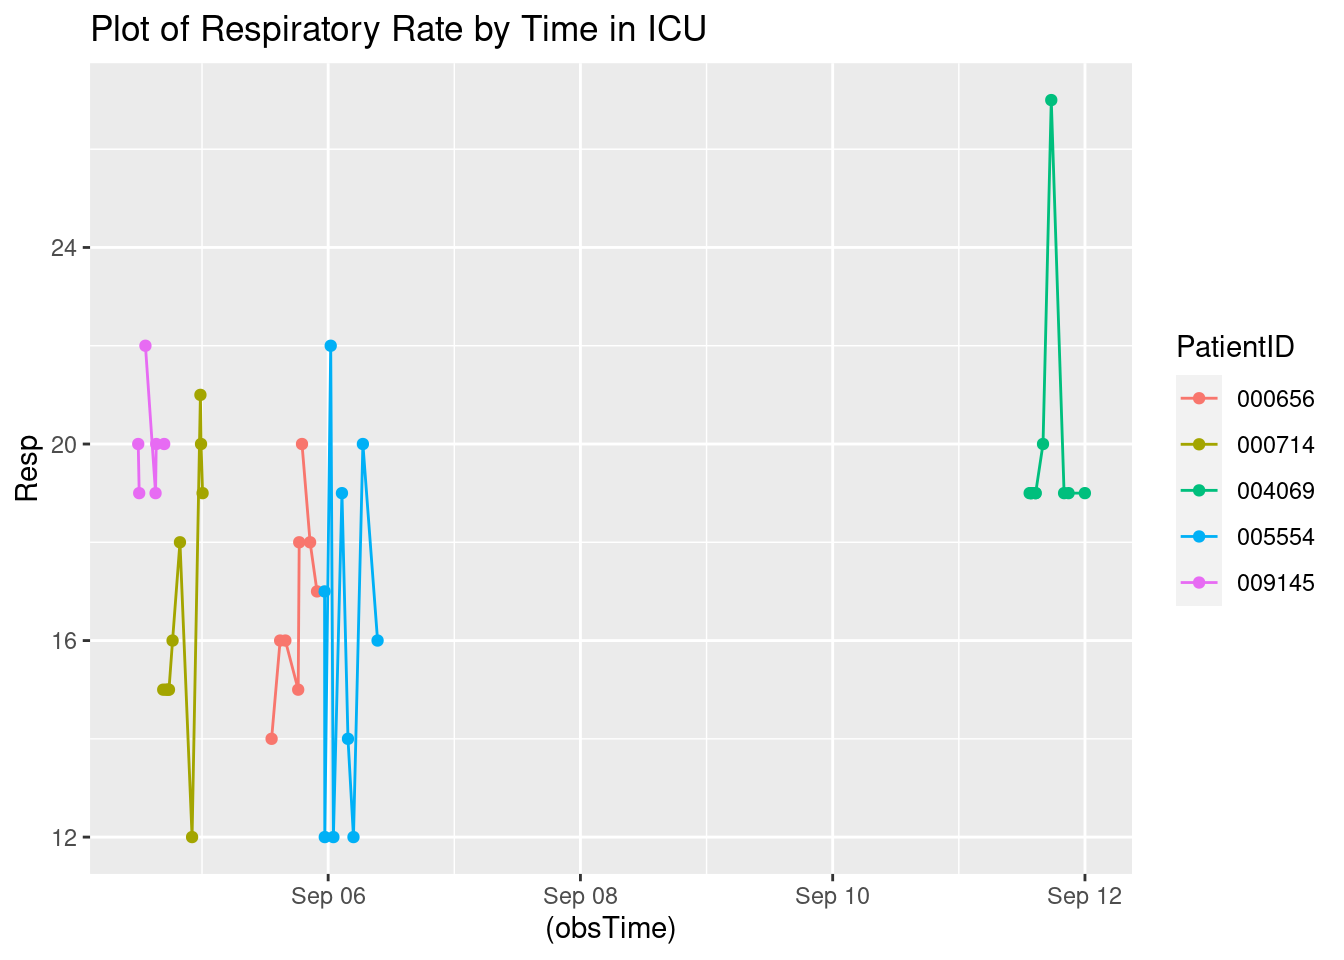 Plot of Respiratory Rate by Time in ICU
Resp
24
20
16
12
Sep 06
Sep 08
Sep 10
Sep 12
(obsTime)
PatientID
000656
000714
004069
005554
009145